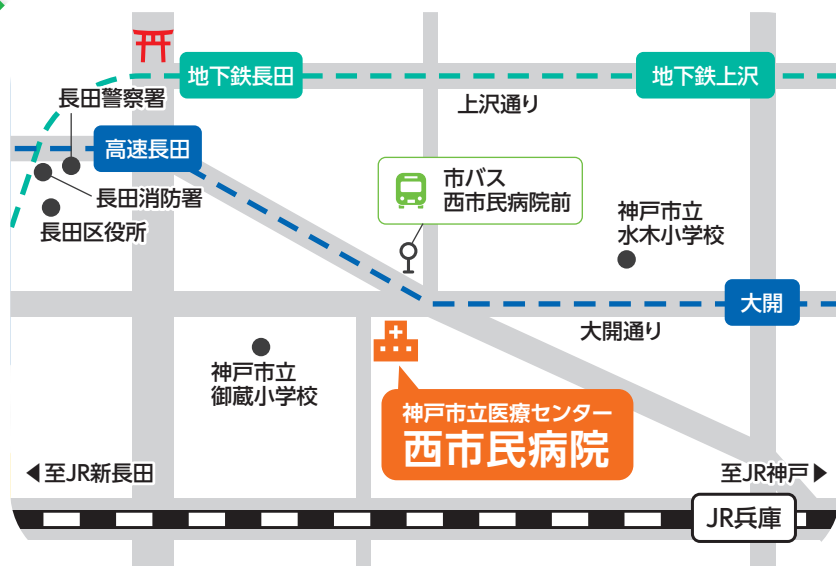 地下鉄長田
地下鉄上沢
長田警察署
上沢通り
高速長田
市バス
西市民病院前
長田消防署
神戸市立
水木小学校
長田区役所
大開
大開通り
神戸市立
御蔵小学校
神戸市立医療センター
西市民病院
◀至JR新長田
至JR神戸▶
JR兵庫